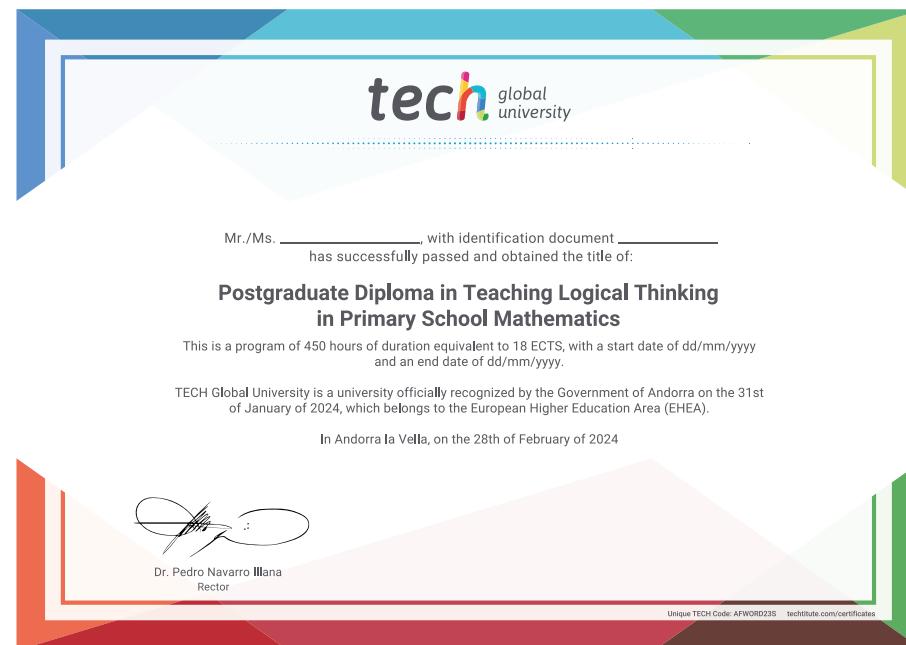 tech global
university
Mr./Ms. ____________________, with identification document ______________
has successfully passed and obtained the title of:
Postgraduate Diploma in Teaching Logical Thinking
in Primary School Mathematics
This is a program of 450 hours of duration equivalent to 18 ECTS, with a start date of dd/mm/yyyy
and an end date of dd/mm/yyyy.
TECH Global University is a university officially recognized by the Government of Andorra on the 31st
of January of 2024, which belongs to the European Higher Education Area (EHEA).
In Andorra la Vella, on the 28th of February of 2024
Dr. Pedro Navarro Illana
Rector
Unique TECH Code: AFWORD23S techtitute.com/certificates